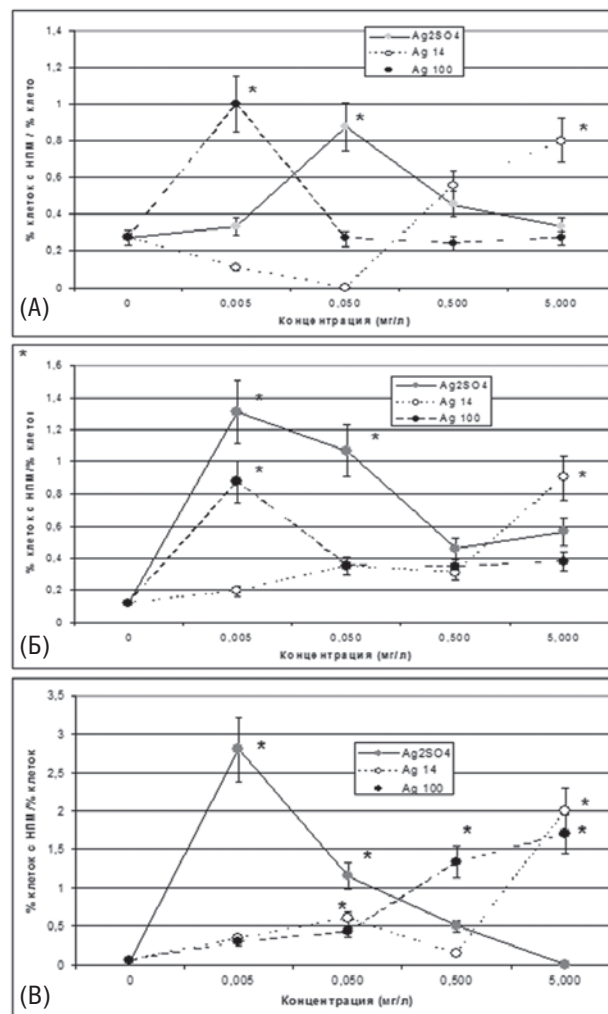 1,4
1,2
1
0,8
0,6
0,4
0,2
0
% клеток с НПМ / % клето
Ag2SO4
Ag 14
Ag 100
*
*
*
0 0,005 0,050 0,500 5,000
Концентрация (мг/л)
(А)
*
1,6
1,4
1,2
1
0,8
0,6
0,4
0,2
0
% клеток с НПМ/% клеток
Ag2SO4
Ag 14
Ag 100
*
*
*
*
0 0,005 0,050 0,500 5,000
Концентрация (мг/л)
(Б)
3,5
3
2,5
2
1,5
1
0,5
0
% клеток с НПМ/% клеток
Ag2SO4
Ag 14
Ag 100
*
*
*
*
*
*
0 0,005 0,050 0,500 5,000
Концентрация (мг/л)
(В)